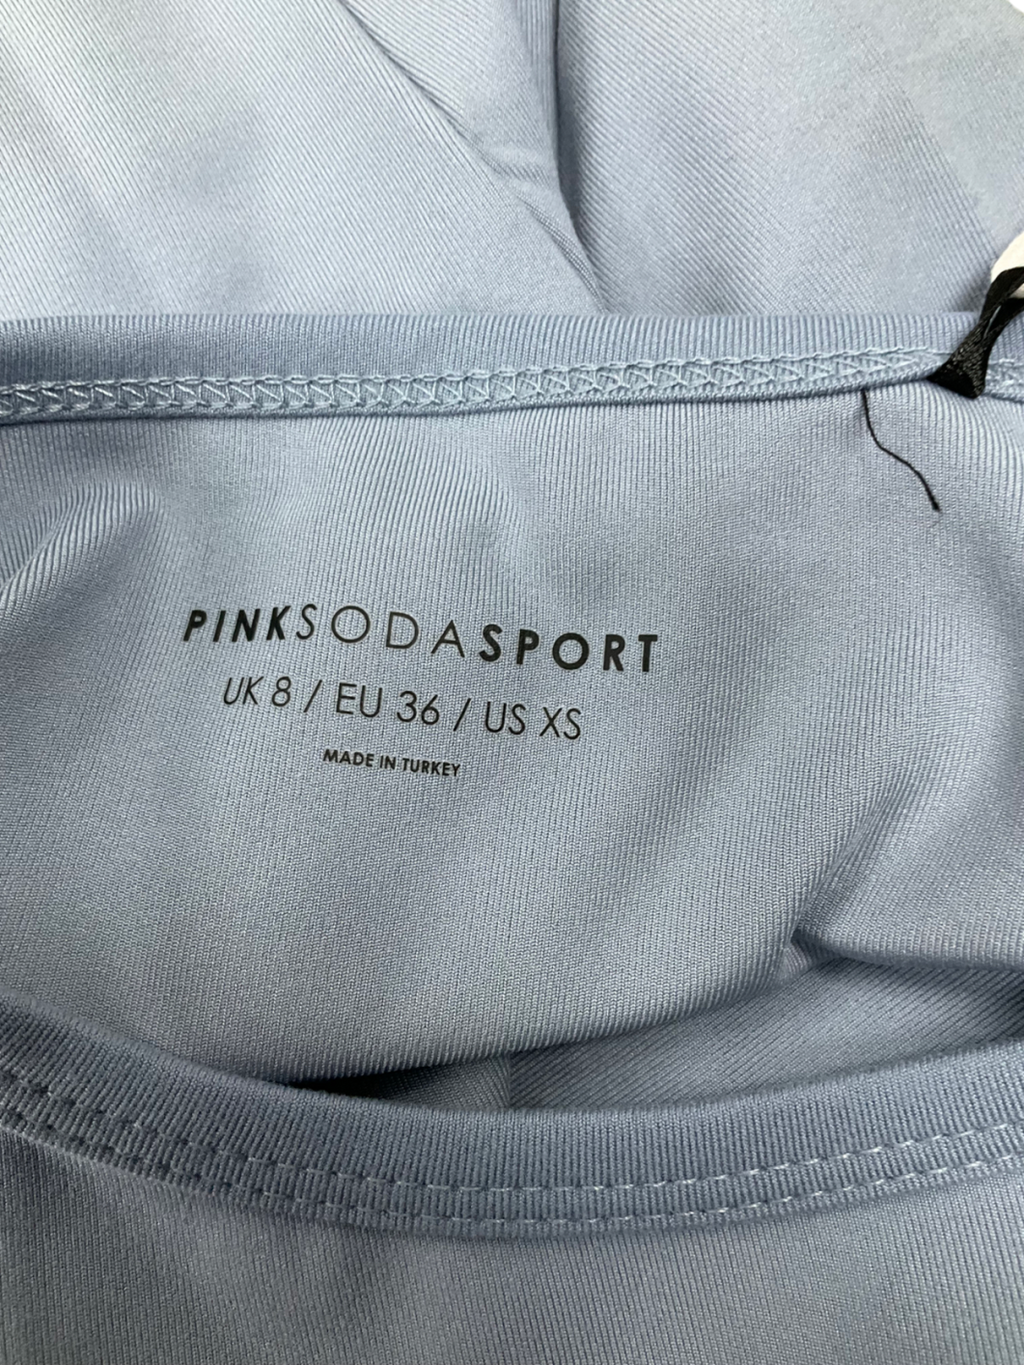 PINKSODASPORT
UK 8 / EU 36 / US XS
MADE IN TURKEY